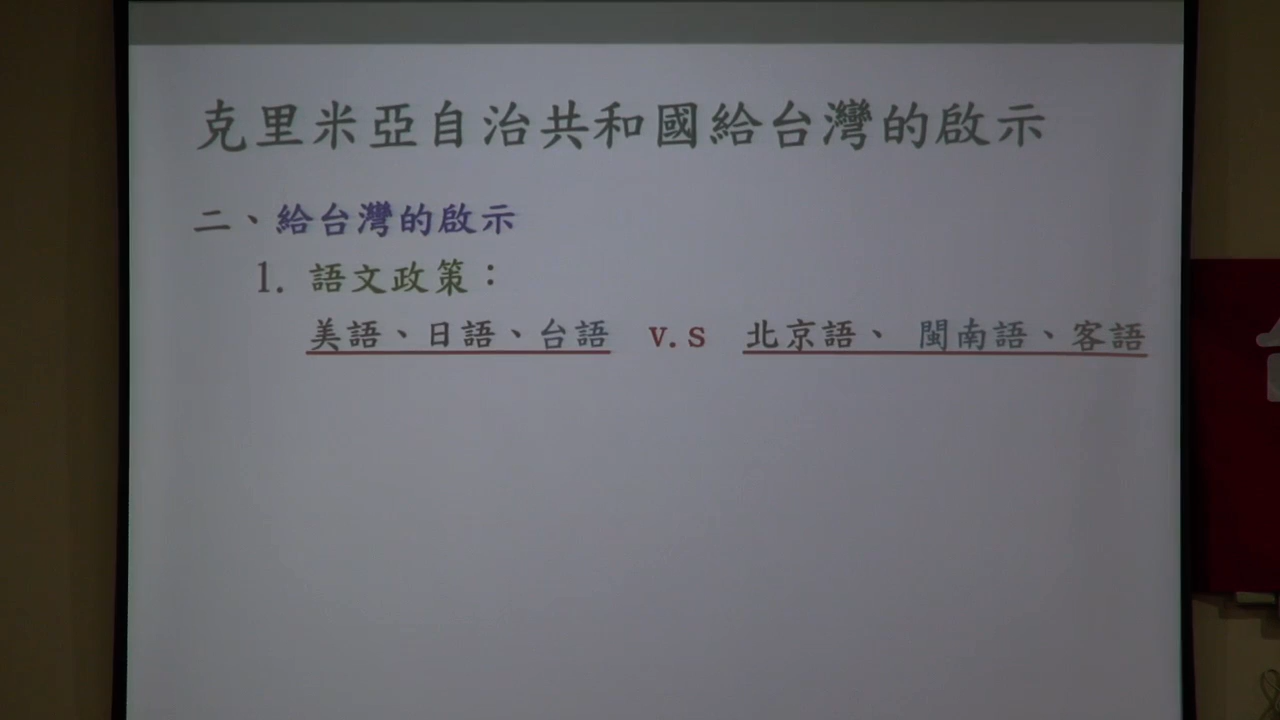 克里米亞自治共和國給台灣的啟示
二、給台灣的啟示
1. 語文政策：
美語、日語、台語 v.s 北京語、 閩南語、客語